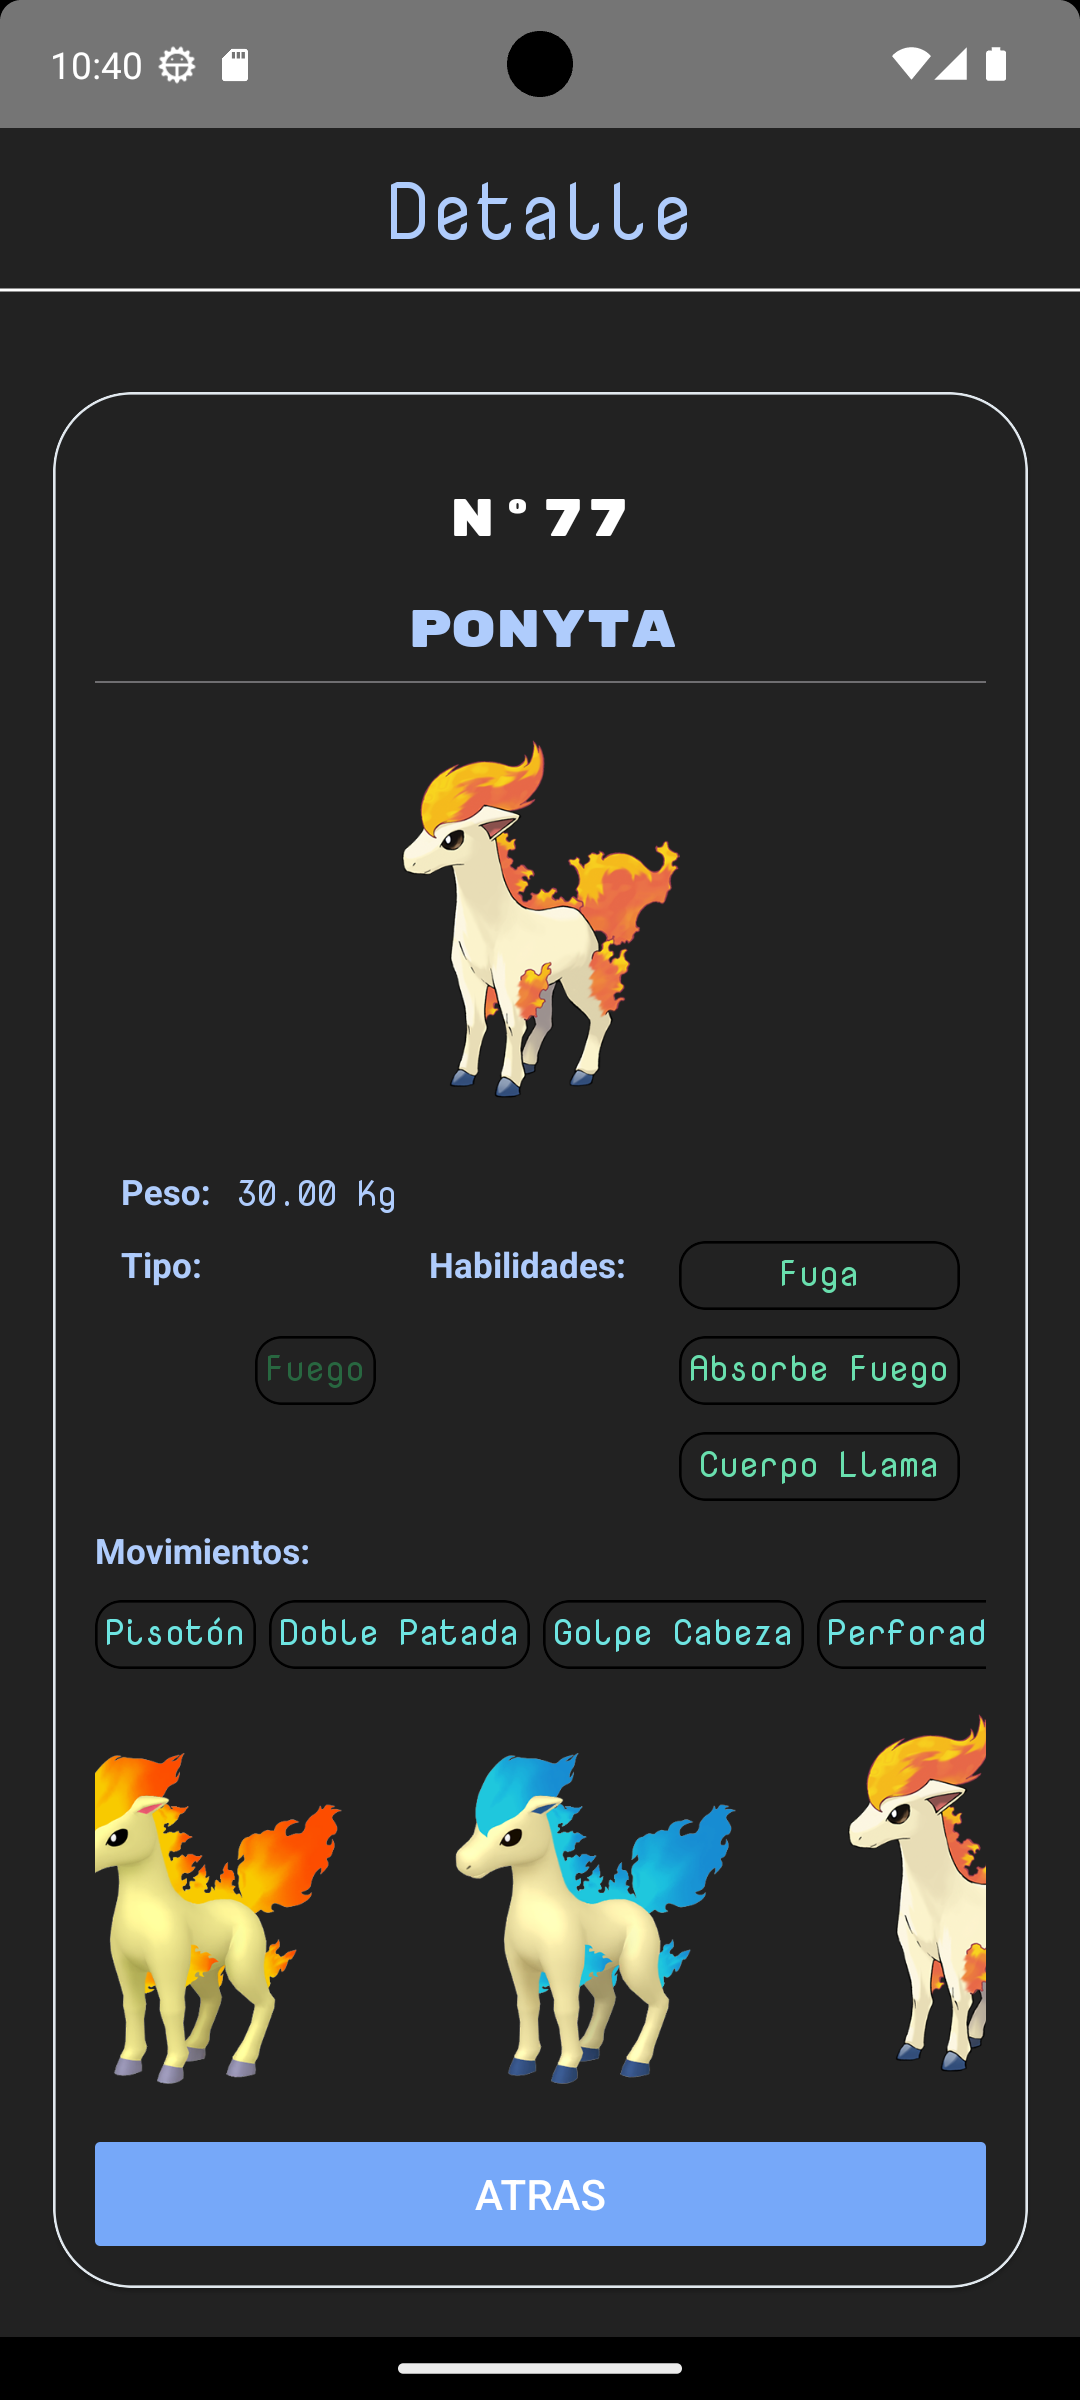 10:40
Detalle
N°77
PONYTA
Peso: 30.00 Kg
Tipo:
Fuego
Habilidades:
Fuga
Absorbe Fuego
Cuerpo Llama
Movimientos:
Pisotón Doble Patada Golpe Cabeza Perforad
ATRAS